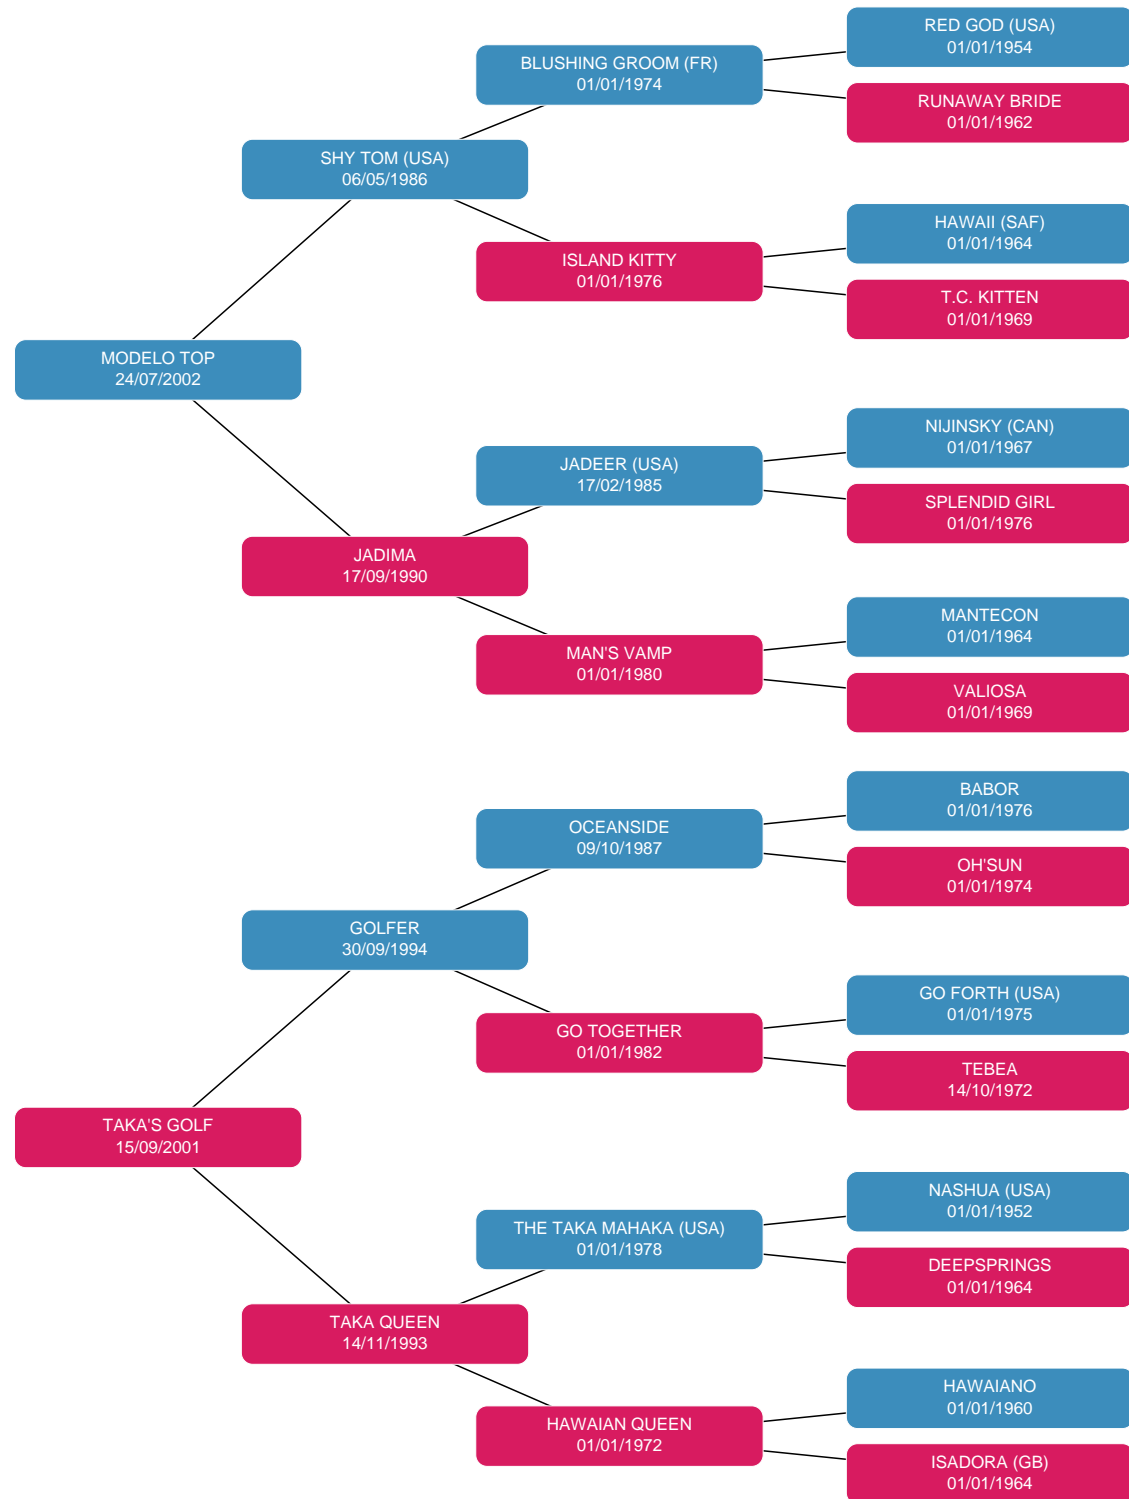 RED GOD (USA)
01/01/1954
BLUSHING GROOM (FR)
01/01/1974
RUNAWAY BRIDE
01/01/1962
SHY TOM (USA)
06/05/1986
HAWAII (SAF)
01/01/1964
ISLAND KITTY
01/01/1976
T.C. KITTEN
01/01/1969
MODELO TOP
24/07/2002
NIJINSKY (CAN)
01/01/1967
JADEER (USA)
17/02/1985
SPLENDID GIRL
01/01/1976
JADIMA
17/09/1990
MANTECON
01/01/1964
MAN'S VAMP
01/01/1980
VALIOSA
01/01/1969
BABOR
01/01/1976
OCEANSIDE
09/10/1987
OH'SUN
01/01/1974
GOLFER
30/09/1994
GO FORTH (USA)
01/01/1975
GO TOGETHER
01/01/1982
TEBEA
14/10/1972
TAKA'S GOLF
15/09/2001
NASHUA (USA)
01/01/1952
THE TAKA MAHAKA (USA)
01/01/1978
DEEPSPRINGS
01/01/1964
TAKA QUEEN
14/11/1993
HAWAIANO
01/01/1960
HAWAIAN QUEEN
01/01/1972
ISADORA (GB)
01/01/1964